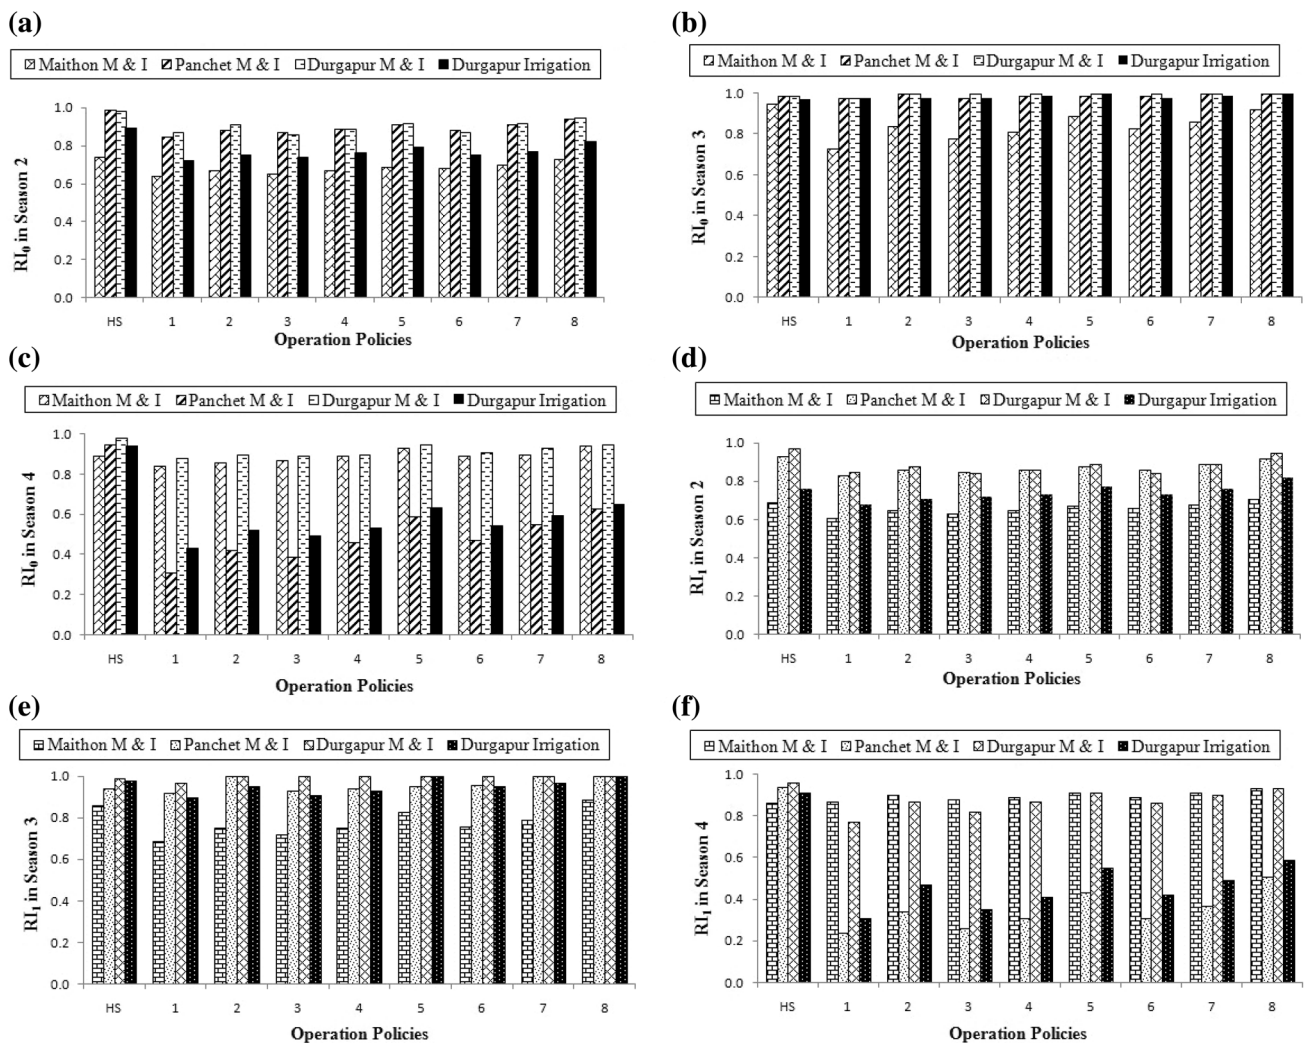 (a)
Maithon M & I Panchet M & I Durgapur M & I Durgapur Irrigation
RI0 in Season 2
1.0
0.8
0.6
0.4
0.2
0.0
HS 1 2 3 4 5 6 7 8
Operation Policies
(b)
Maithon M & I Panchet M & I Durgapur M & I Durgapur Irrigation
RI0 in Season 3
1.0
0.8
0.6
0.4
0.2
0.0
HS 1 2 3 4 5 6 7 8
Operation Policies
(c)
Maithon M & I Panchet M & I Durgapur M & I Durgapur Irrigation
RI0 in Season 4
1.0
0.8
0.6
0.4
0.2
0.0
HS 1 2 3 4 5 6 7 8
Operation Policies
(d)
Maithon M & I Panchet M & I Durgapur M & I Durgapur Irrigation
RI1 in Season 2
1.0
0.8
0.6
0.4
0.2
0.0
HS 1 2 3 4 5 6 7 8
Operation Policies
(e)
Maithon M & I Panchet M & I Durgapur M & I Durgapur Irrigation
RI1 in Season 3
1.0
0.8
0.6
0.4
0.2
0.0
HS 1 2 3 4 5 6 7 8
Operation Policies
(f)
Maithon M & I Panchet M & I Durgapur M & I Durgapur Irrigation
RI1 in Season 4
1.0
0.8
0.6
0.4
0.2
0.0
HS 1 2 3 4 5 6 7 8
Operation Policies